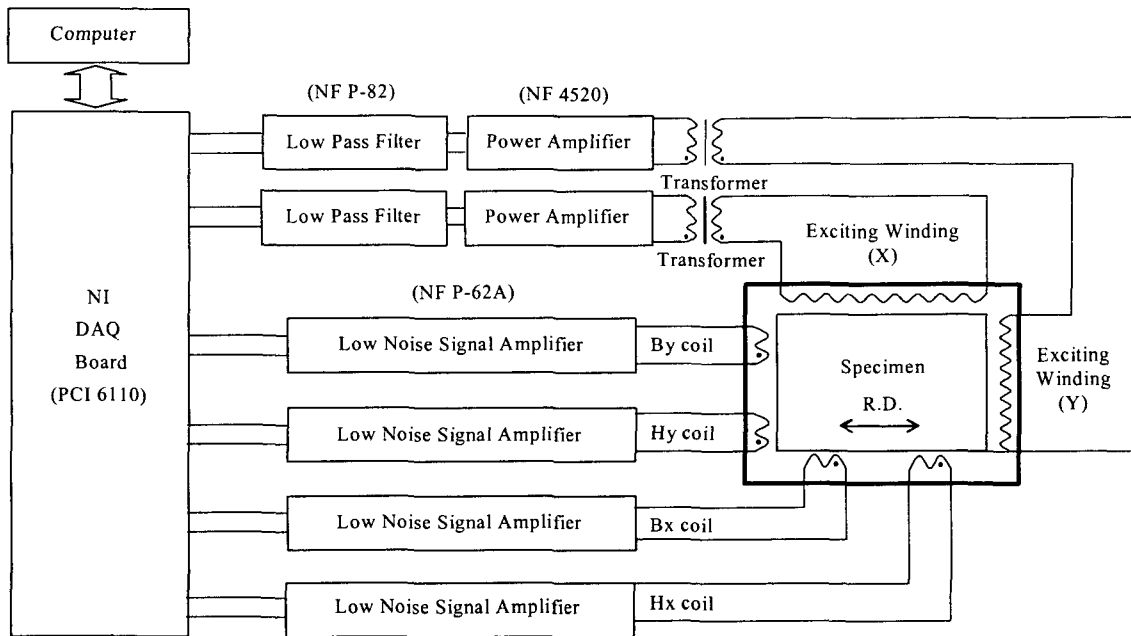 Computer
(NF P-82)
(NF 4520)
Low Pass Filter
Power Amplifier
Transformer
Low Pass Filter
Power Amplifier
Transformer
Exciting Winding
(X)
NI
DAQ
Board
(PCI 6110)
(NF P-62A)
Low Noise Signal Amplifier
By coil
Low Noise Signal Amplifier
Hy coil
Low Noise Signal Amplifier
Bx coil
Low Noise Signal Amplifier
Hx coil
Specimen
R.D.
Exciting
Winding
(Y)